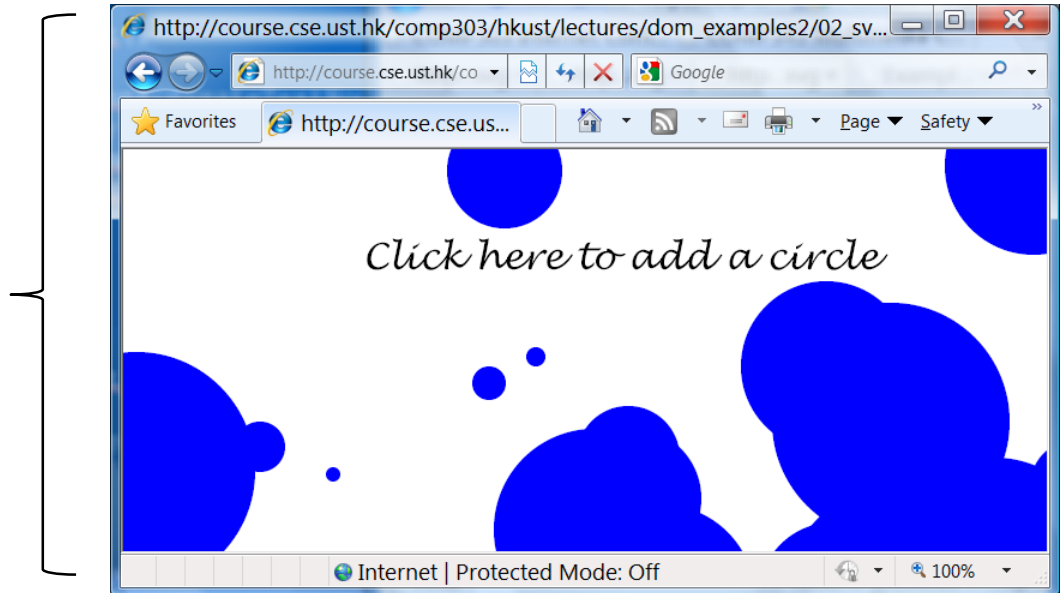 http://course.cse.ust.hk/comp303/hkust/lectures/dom_examples2/02_sv...
http://course.cse.ust.hk/co Google
Favorites http://course.cse.us... Page Safety »
Click here to add a circle
Internet | Protected Mode: Off 100%